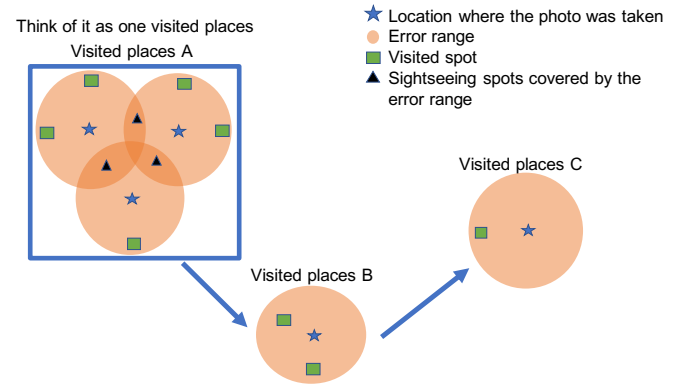 Think of it as one visited places
Visited places A
Location where the photo was taken
Error range
Visited spot
Sightseeing spots covered by the
error range
Visited places C
Visited places B